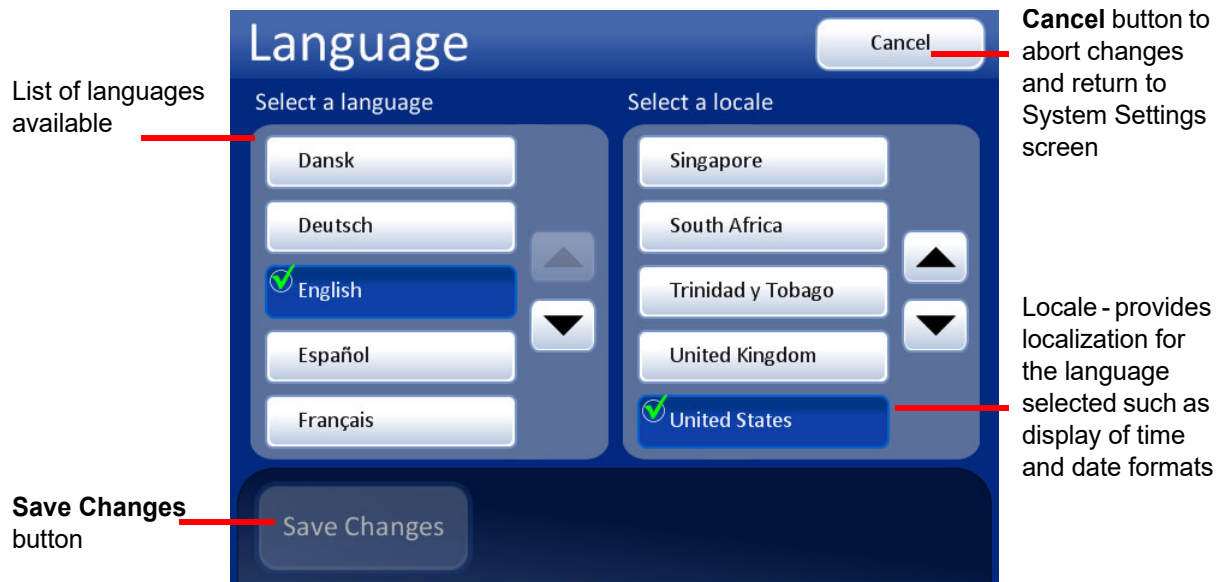 Language
Cancel
Cancel button to
abort changes
and return to
System Settings
screen
List of languages
available
Select a language
Select a locale
Dansk
Deutsch
English
Español
Français
Singapore
South Africa
Trinidad y Tobago
United Kingdom
United States
Locale - provides
localization for
the language
selected such as
display of time
and date formats
Save Changes
button
Save Changes